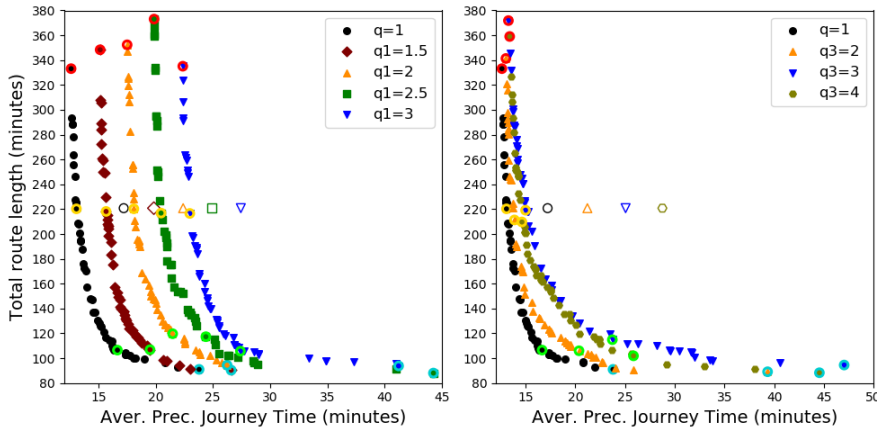 Total route length (minutes)
380
360
340
320
300
280
260
240
220
200
180
160
140
120
100
80
q=1
q1=1.5
q1=2
q1=2.5
q1=3
15 20 25 30 35 40 45
Aver. Prec. Journey Time (minutes)
380
360
340
320
300
280
260
240
220
200
180
160
140
120
100
80
q=1
q3=2
q3=3
q3=4
15 20 25 30 35 40 45 50
Aver. Prec. Journey Time (minutes)